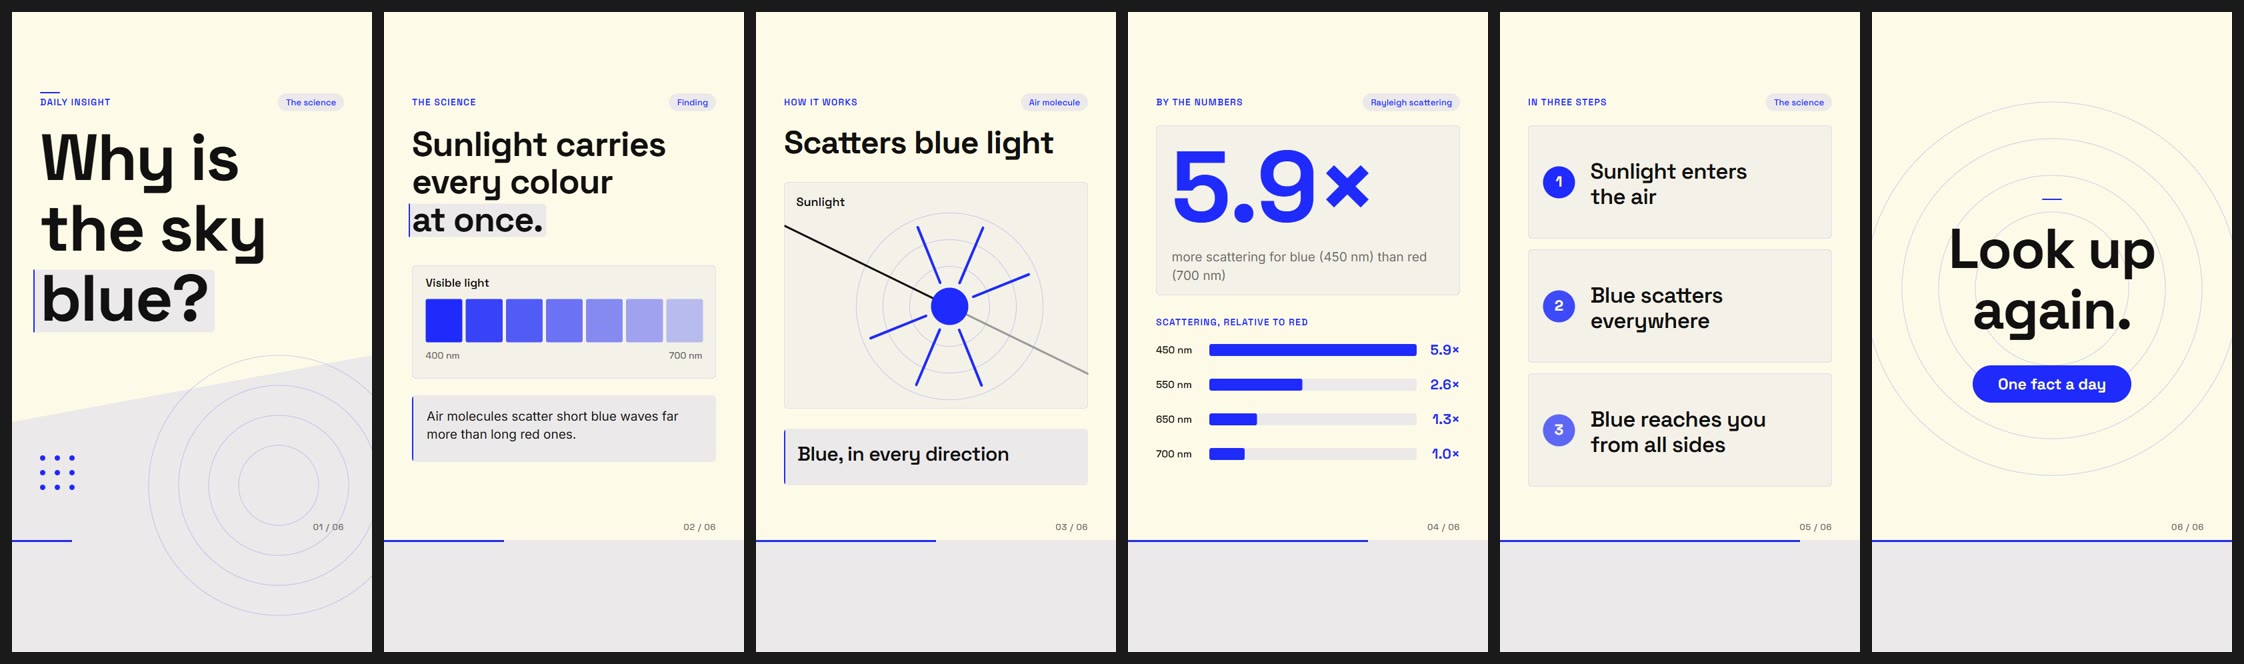 DAILY INSIGHT
The science
Why is
the sky
blue?
01 / 06
THE SCIENCE
Finding
Sunlight carries
every colour
at once.
Visible light
400 nm
700 nm
Air molecules scatter short blue waves far
more than long red ones.
02 / 06
HOW IT WORKS
Air molecule
Scatters blue light
Sunlight
Blue, in every direction
03 / 06
BY THE NUMBERS
Rayleigh scattering
5.9×
more scattering for blue (450 nm) than red
(700 nm)
SCATTERING, RELATIVE TO RED
450 nm 5.9×
550 nm 2.6×
650 nm 1.3×
700 nm 1.0×
04 / 06
IN THREE STEPS
The science
1
Sunlight enters
the air
2
Blue scatters
everywhere
3
Blue reaches you
from all sides
05 / 06
Look up
again.
One fact a day
06 / 06